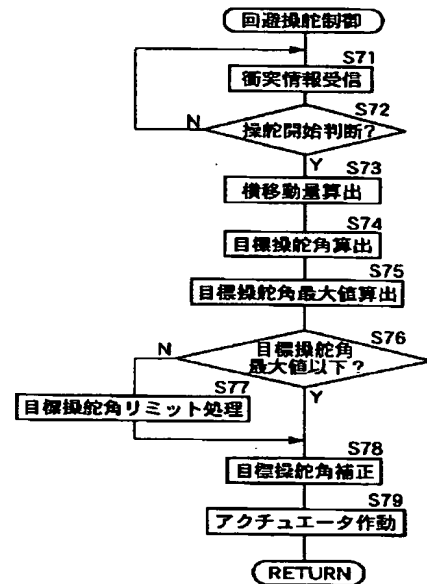 回避操舵制御
S71
衝突情報受信
S72
操舵開始判断？
N
Y
S73
横移動量算出
S74
目標操舵角算出
S75
目標操舵角最大値算出
S76
目標操舵角
最大値以下？
N
Y
S77
目標操舵角リミット処理
S78
目標操舵角補正
S79
アクチュエータ作動
RETURN